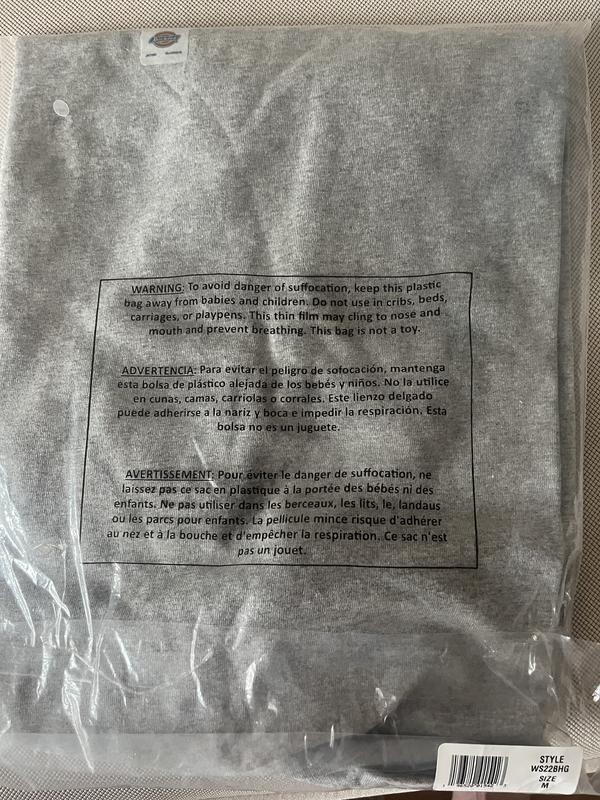 WARNING: To avoid danger of suffocation, keep this plastic
bag away from babies and children. Do not use in cribs, beds,
carriages, or playpens. This thin film may cling to nose and
mouth and prevent breathing. This bag is not a toy.
ADVERTENCIA: Para evitar el peligro de sofocación, mantenga
esta bolsa de plástico alejada de los bebés y niños. No la utilice
en cunas, camas, carriolas o corrales. Este lienzo delgado
puede adherirse a la nariz y boca e impedir la respiración. Esta
bolsa no es un juguete.
AVERTISSEMENT: Pour éviter le danger de suffocation, ne
laissez pas ce sac en plastique à la portée des bébés ni des
enfants. Ne pas utiliser dans les berceaux, les lits, le, landaus
ou les parcs pour enfants. La pellicule mince risque d'adhérer
au nez et à la bouche et d'empêcher la respiration. Ce sac n'est
pas un jouet.
STYLE
WS22BHG
SIZE
M